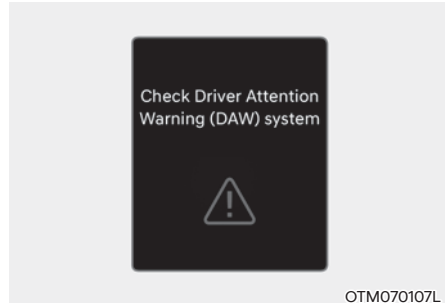 Check Driver Attention
Warning (DAW) system
OTM070107L